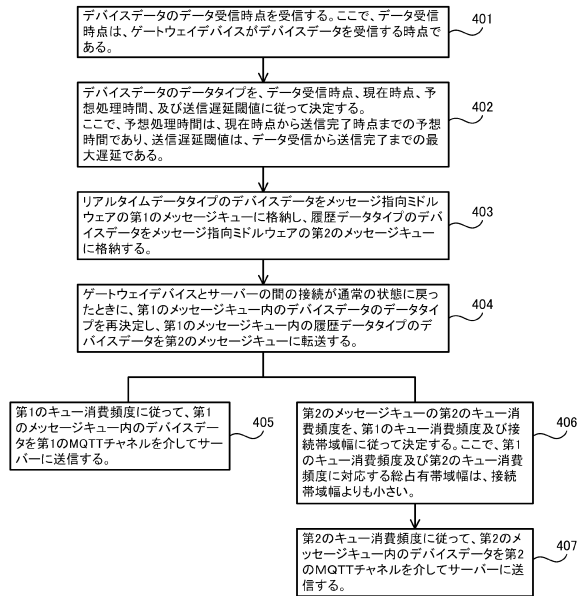 デバイスデータのデータ受信時点を受信する。ここで、データ受信
時点は、ゲートウェイデバイスがデバイスデータを受信する時点
である。
401
デバイスデータのデータタイプを、データ受信時点、現在時点、予
想処理時間、及び送信遅延閾値に従って決定する。
ここで、予想処理時間は、現在時点から送信完了時点までの予想
時間であり、送信遅延閾値は、データ受信から送信完了までの最
大遅延である。
402
リアルタイムデータタイプのデバイスデータをメッセージ指向ミドル
ウェアの第1のメッセージキューに格納し、履歴データタイプのデバ
イスデータをメッセージ指向ミドルウェアの第2のメッセージキュー
に格納する。
403
ゲートウェイデバイスとサーバーの間の接続が通常の状態に戻っ
たときに、第1のメッセージキュー内のデバイスデータのデータタイ
プを再決定し、第1のメッセージキュー内の履歴データタイプのデ
バイスデータを第2のメッセージキューに転送する。
404
第1のキュー消費頻度に従って、第1
のメッセージキュー内のデバイスデー
タを第1のMQTTチャネルを介してサー
バーに送信する。
405
第2のメッセージキューの第2のキュー消
費頻度を、第1のキュー消費頻度及び接
続帯域幅に従って決定する。ここで、第1
のキュー消費頻度及び第2のキュー消費
頻度に対応する総占有帯域幅は、接続
帯域幅よりも小さい。
406
第2のキュー消費頻度に従って、第2のメ
ッセージキュー内のデバイスデータを第2
のMQTTチャネルを介してサーバーに送
信する。
407